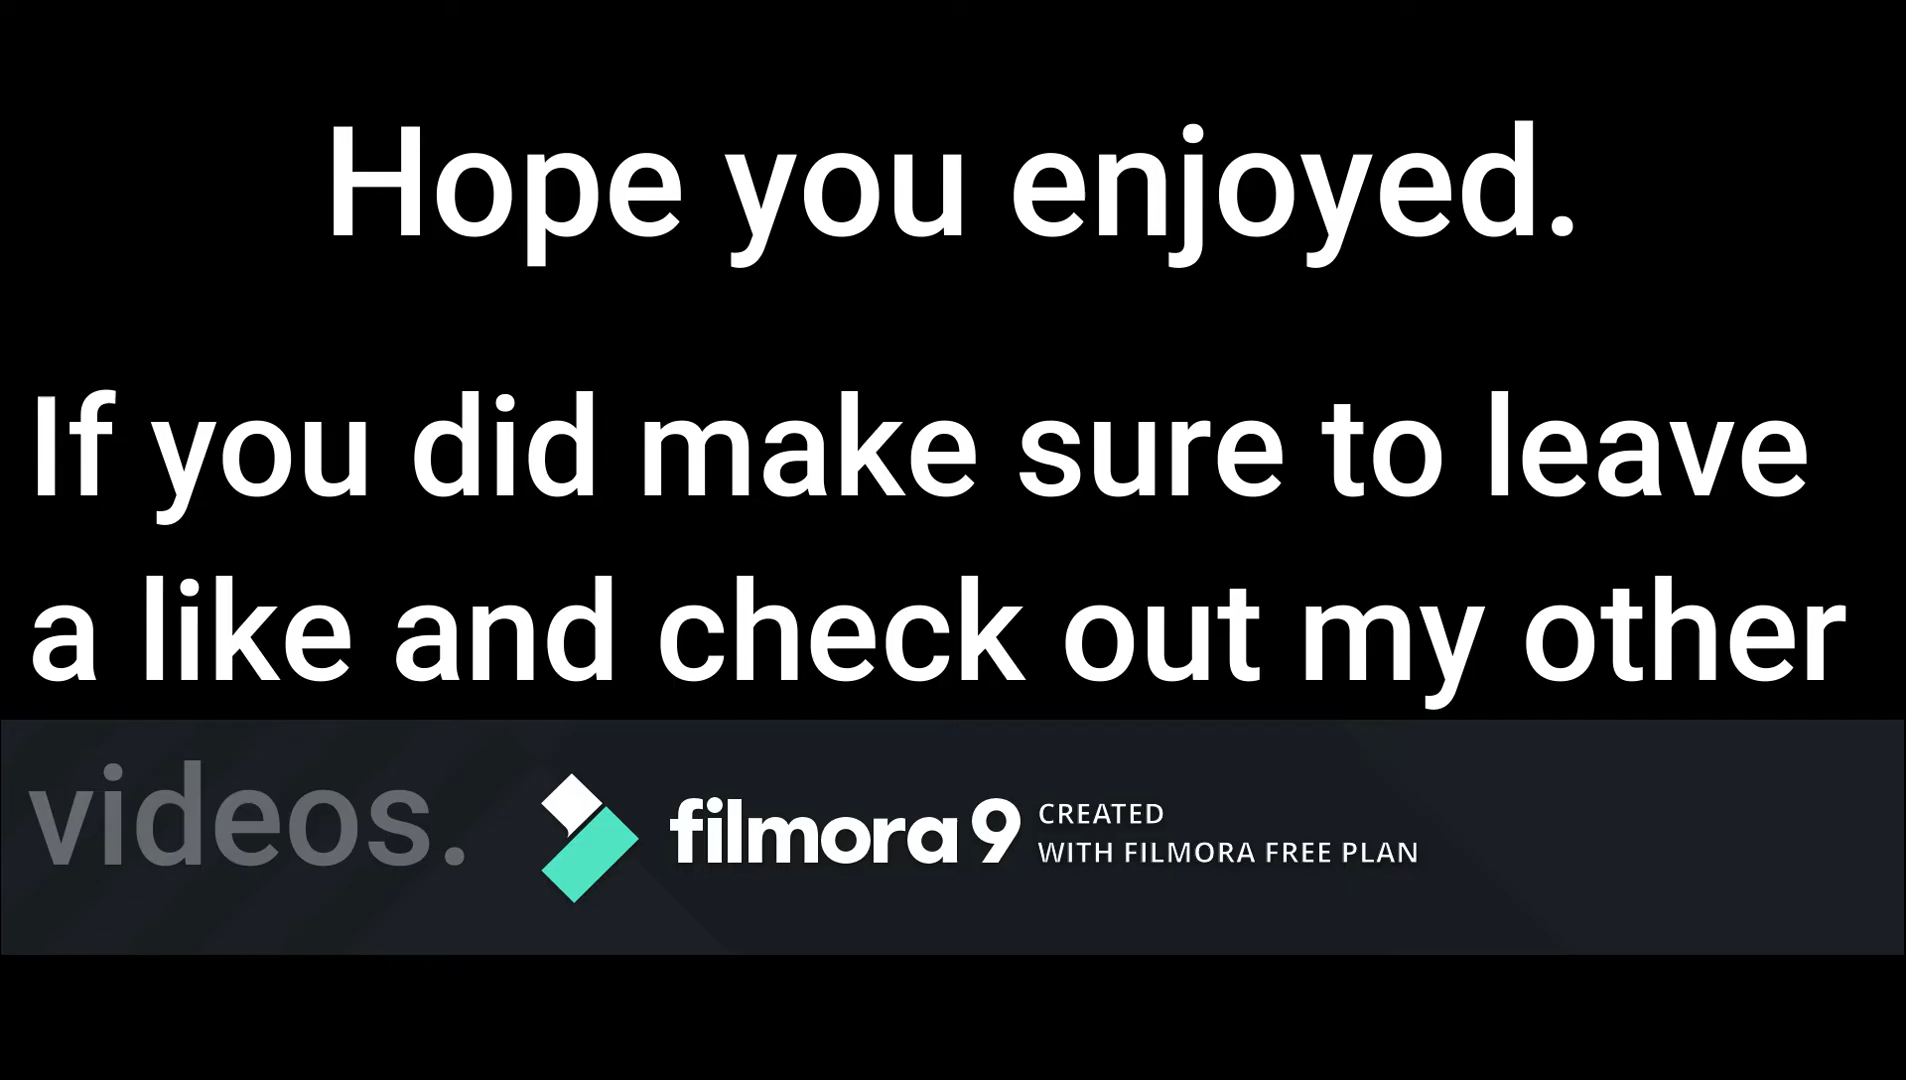 Hope you enjoyed.
If you did make sure to leave
a like and check out my other
videos.
filmora 9
CREATED
WITH FILMORA FREE PLAN